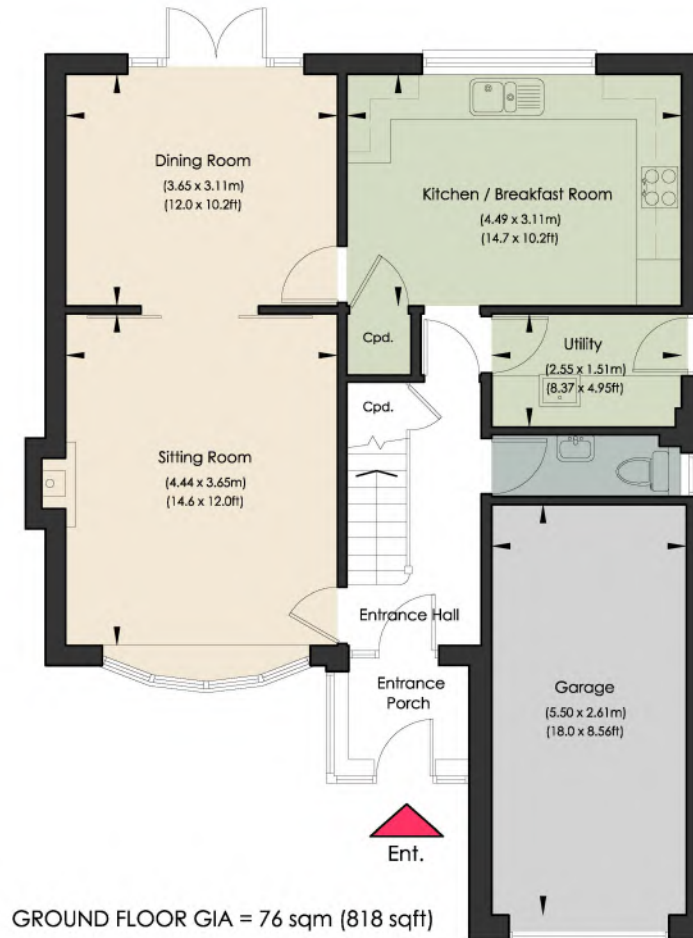 Dining Room
(3.65 x 3.11m)
(12.0 x 10.2ft)
Kitchen / Breakfast Room
(4.49 x 3.11m)
(14.7 x 10.2ft)
Cpd.
Utility
(2.55 x 1.51m)
(8.37 x 4.95ft)
Cpd.
Sitting Room
(4.44 x 3.65m)
(14.6 x 12.0ft)
Entrance Hall
Entrance
Porch
Garage
(5.50 x 2.61m)
(18.0 x 8.56ft)
Ent.
GROUND FLOOR GIA = 76 sqm (818 sqft)